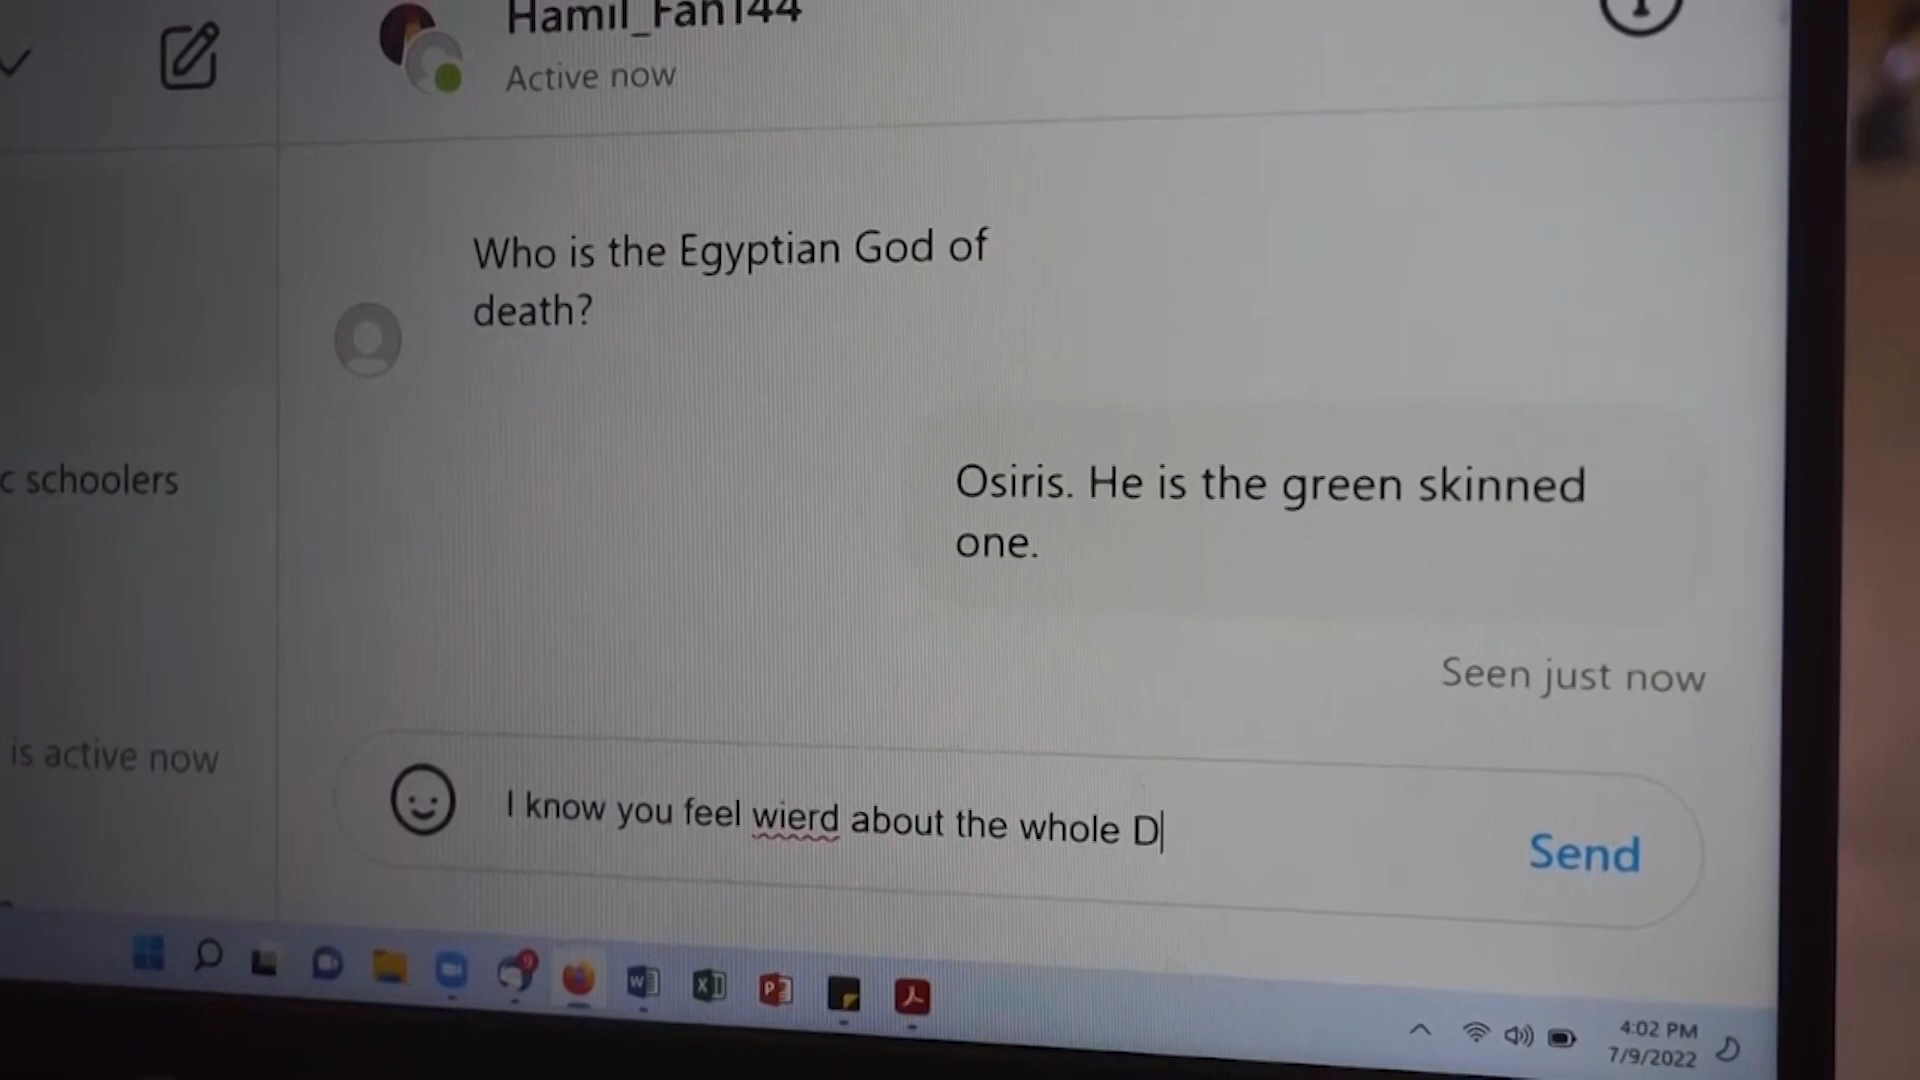 Hamil_Fan144
Active now
Who is the Egyptian God of
death?
c schoolers
Osiris. He is the green skinned
one.
Seen just now
is active now
I know you feel wierd about the whole D
Send
9
4:02 PM
7/9/2022